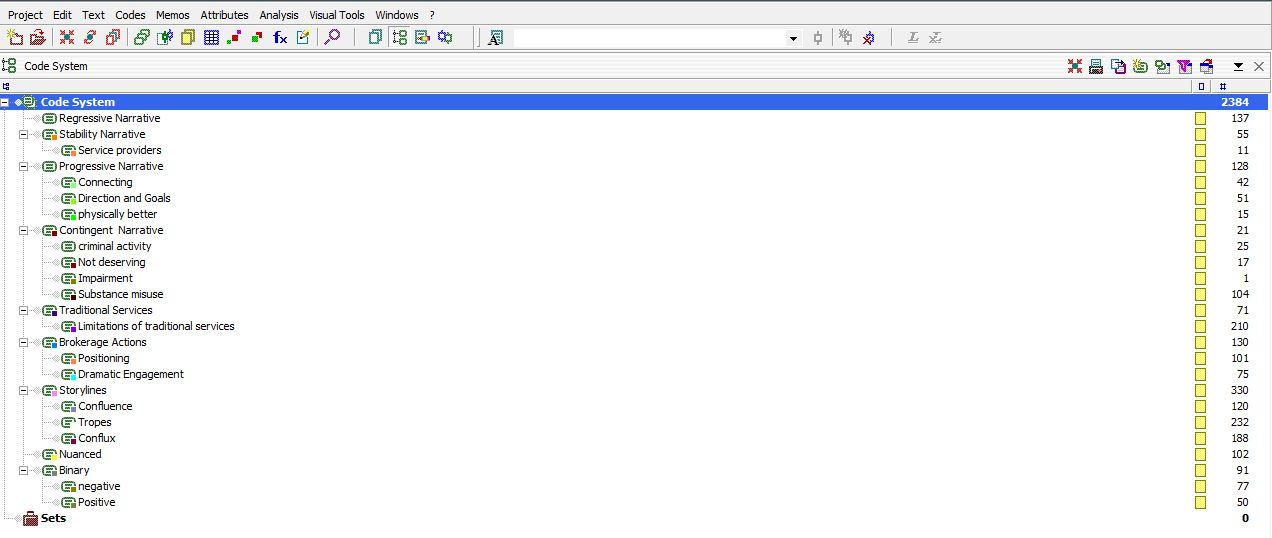 Project Edit Text Codes Memos Attributes Analysis Visual Tools Windows ?
fx
Code System
#
Code System 2384
Regressive Narrative 137
Stability Narrative 55
Service providers 11
Progressive Narrative 128
Connecting 42
Direction and Goals 51
physically better 15
Contingent Narrative 21
criminal activity 25
Not deserving 17
Impairment 1
Substance misuse 104
Traditional Services 71
Limitations of traditional services 210
Brokerage Actions 130
Positioning 101
Dramatic Engagement 75
Storylines 330
Confluence 120
Tropes 232
Conflux 188
Nuanced 102
Binary 91
negative 77
Positive 50
Sets 0